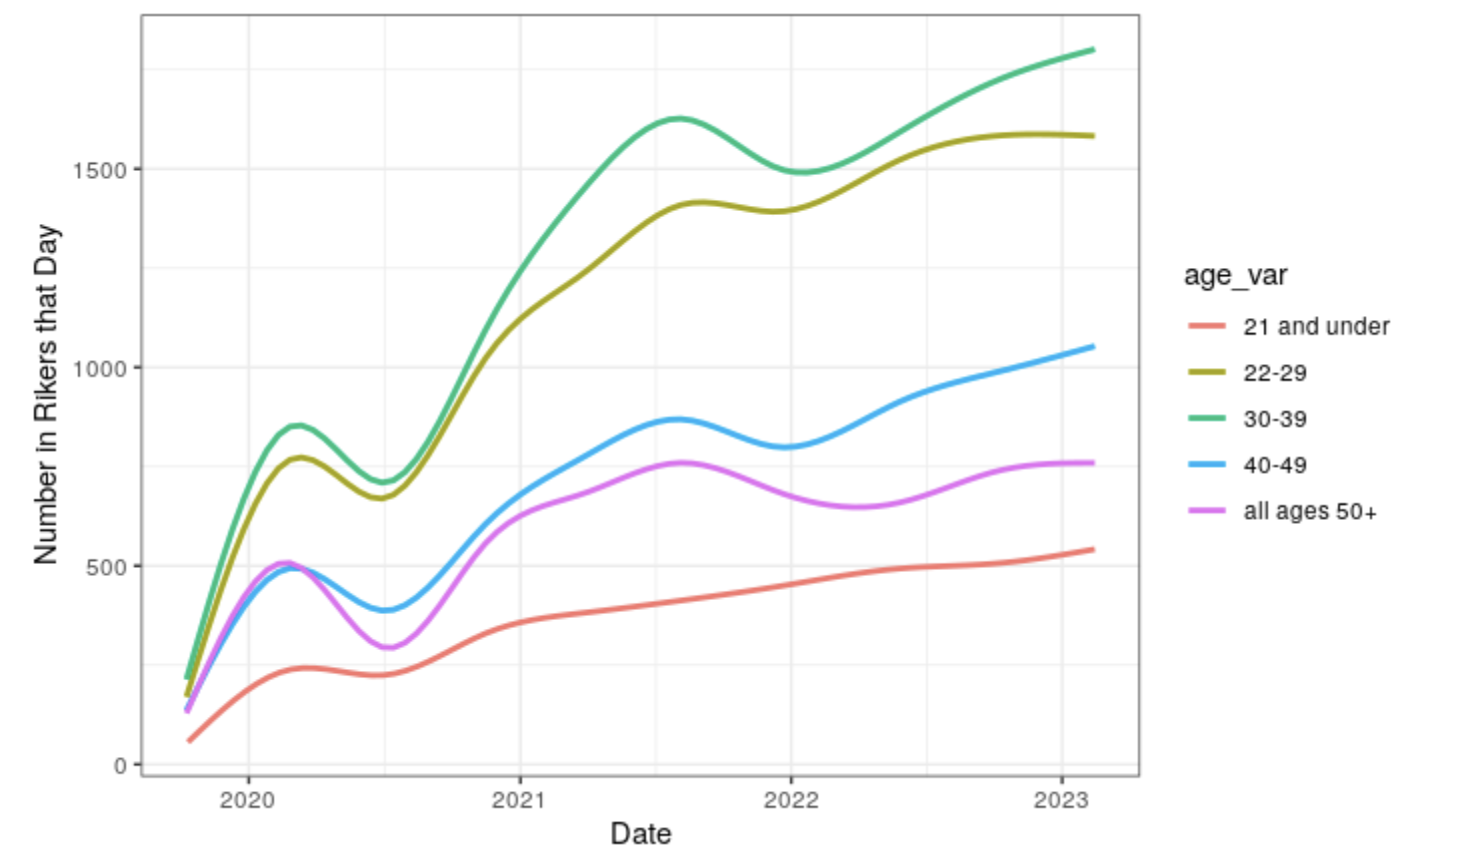 Number in Rikers that Day
1500
1000
500
0
2020
2021
2022
2023
Date
age_var
21 and under
22-29
30-39
40-49
all ages 50+